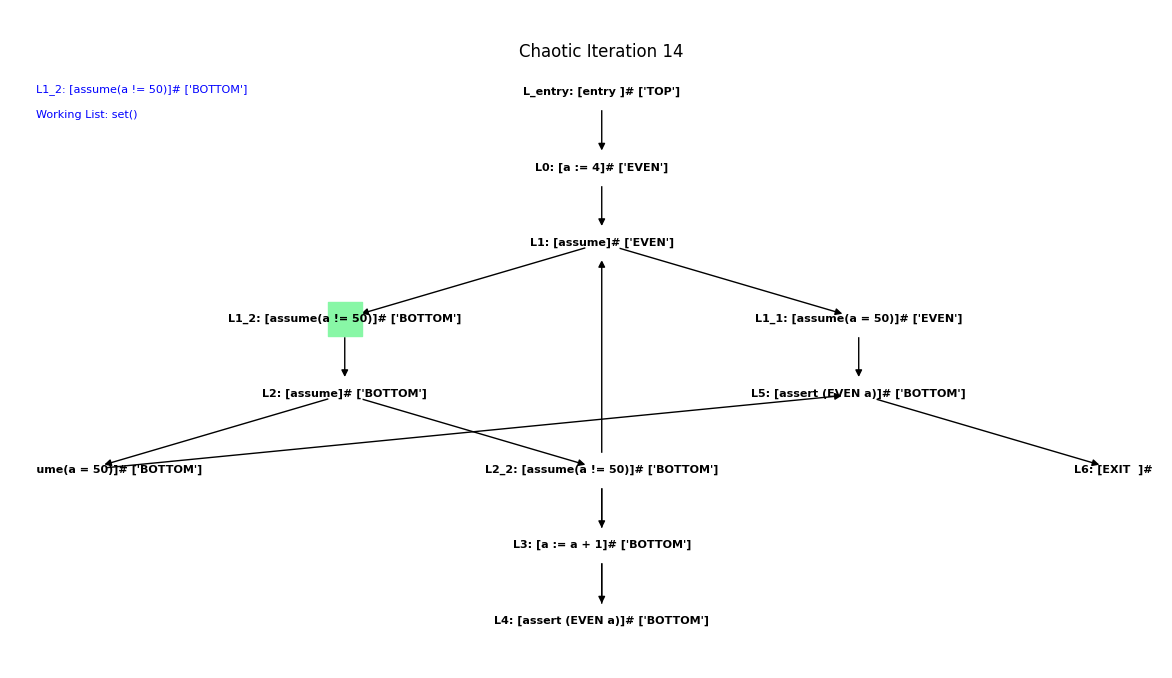 Chaotic Iteration 14
L1_2: [assume(a != 50)]# ['BOTTOM']
Working List: set()
L_entry: [entry ]# ['TOP']
L0: [a := 4]# ['EVEN']
L1: [assume]# ['EVEN']
L1_2: [assume(a != 50)]# ['BOTTOM']
L1_1: [assume(a = 50)]# ['EVEN']
L2: [assume]# ['BOTTOM']
L5: [assert (EVEN a)]# ['BOTTOM']
ume(a = 50)]# ['BOTTOM']
L2_2: [assume(a != 50)]# ['BOTTOM']
L6: [EXIT  ]#
L3: [a := a + 1]# ['BOTTOM']
L4: [assert (EVEN a)]# ['BOTTOM']